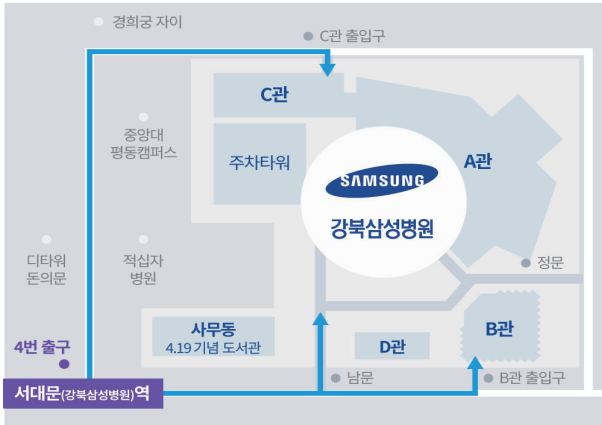 경희궁 자이
C관 출입구
C관
중앙대
평동캠퍼스
주차타워
A관
SAMSUNG
강북삼성병원
디타워
돈의문
적십자
병원
정문
사무동
4.19 기념 도서관
B관
D관
4번 출구
서대문(강북삼성병원)역
남문
B관 출입구